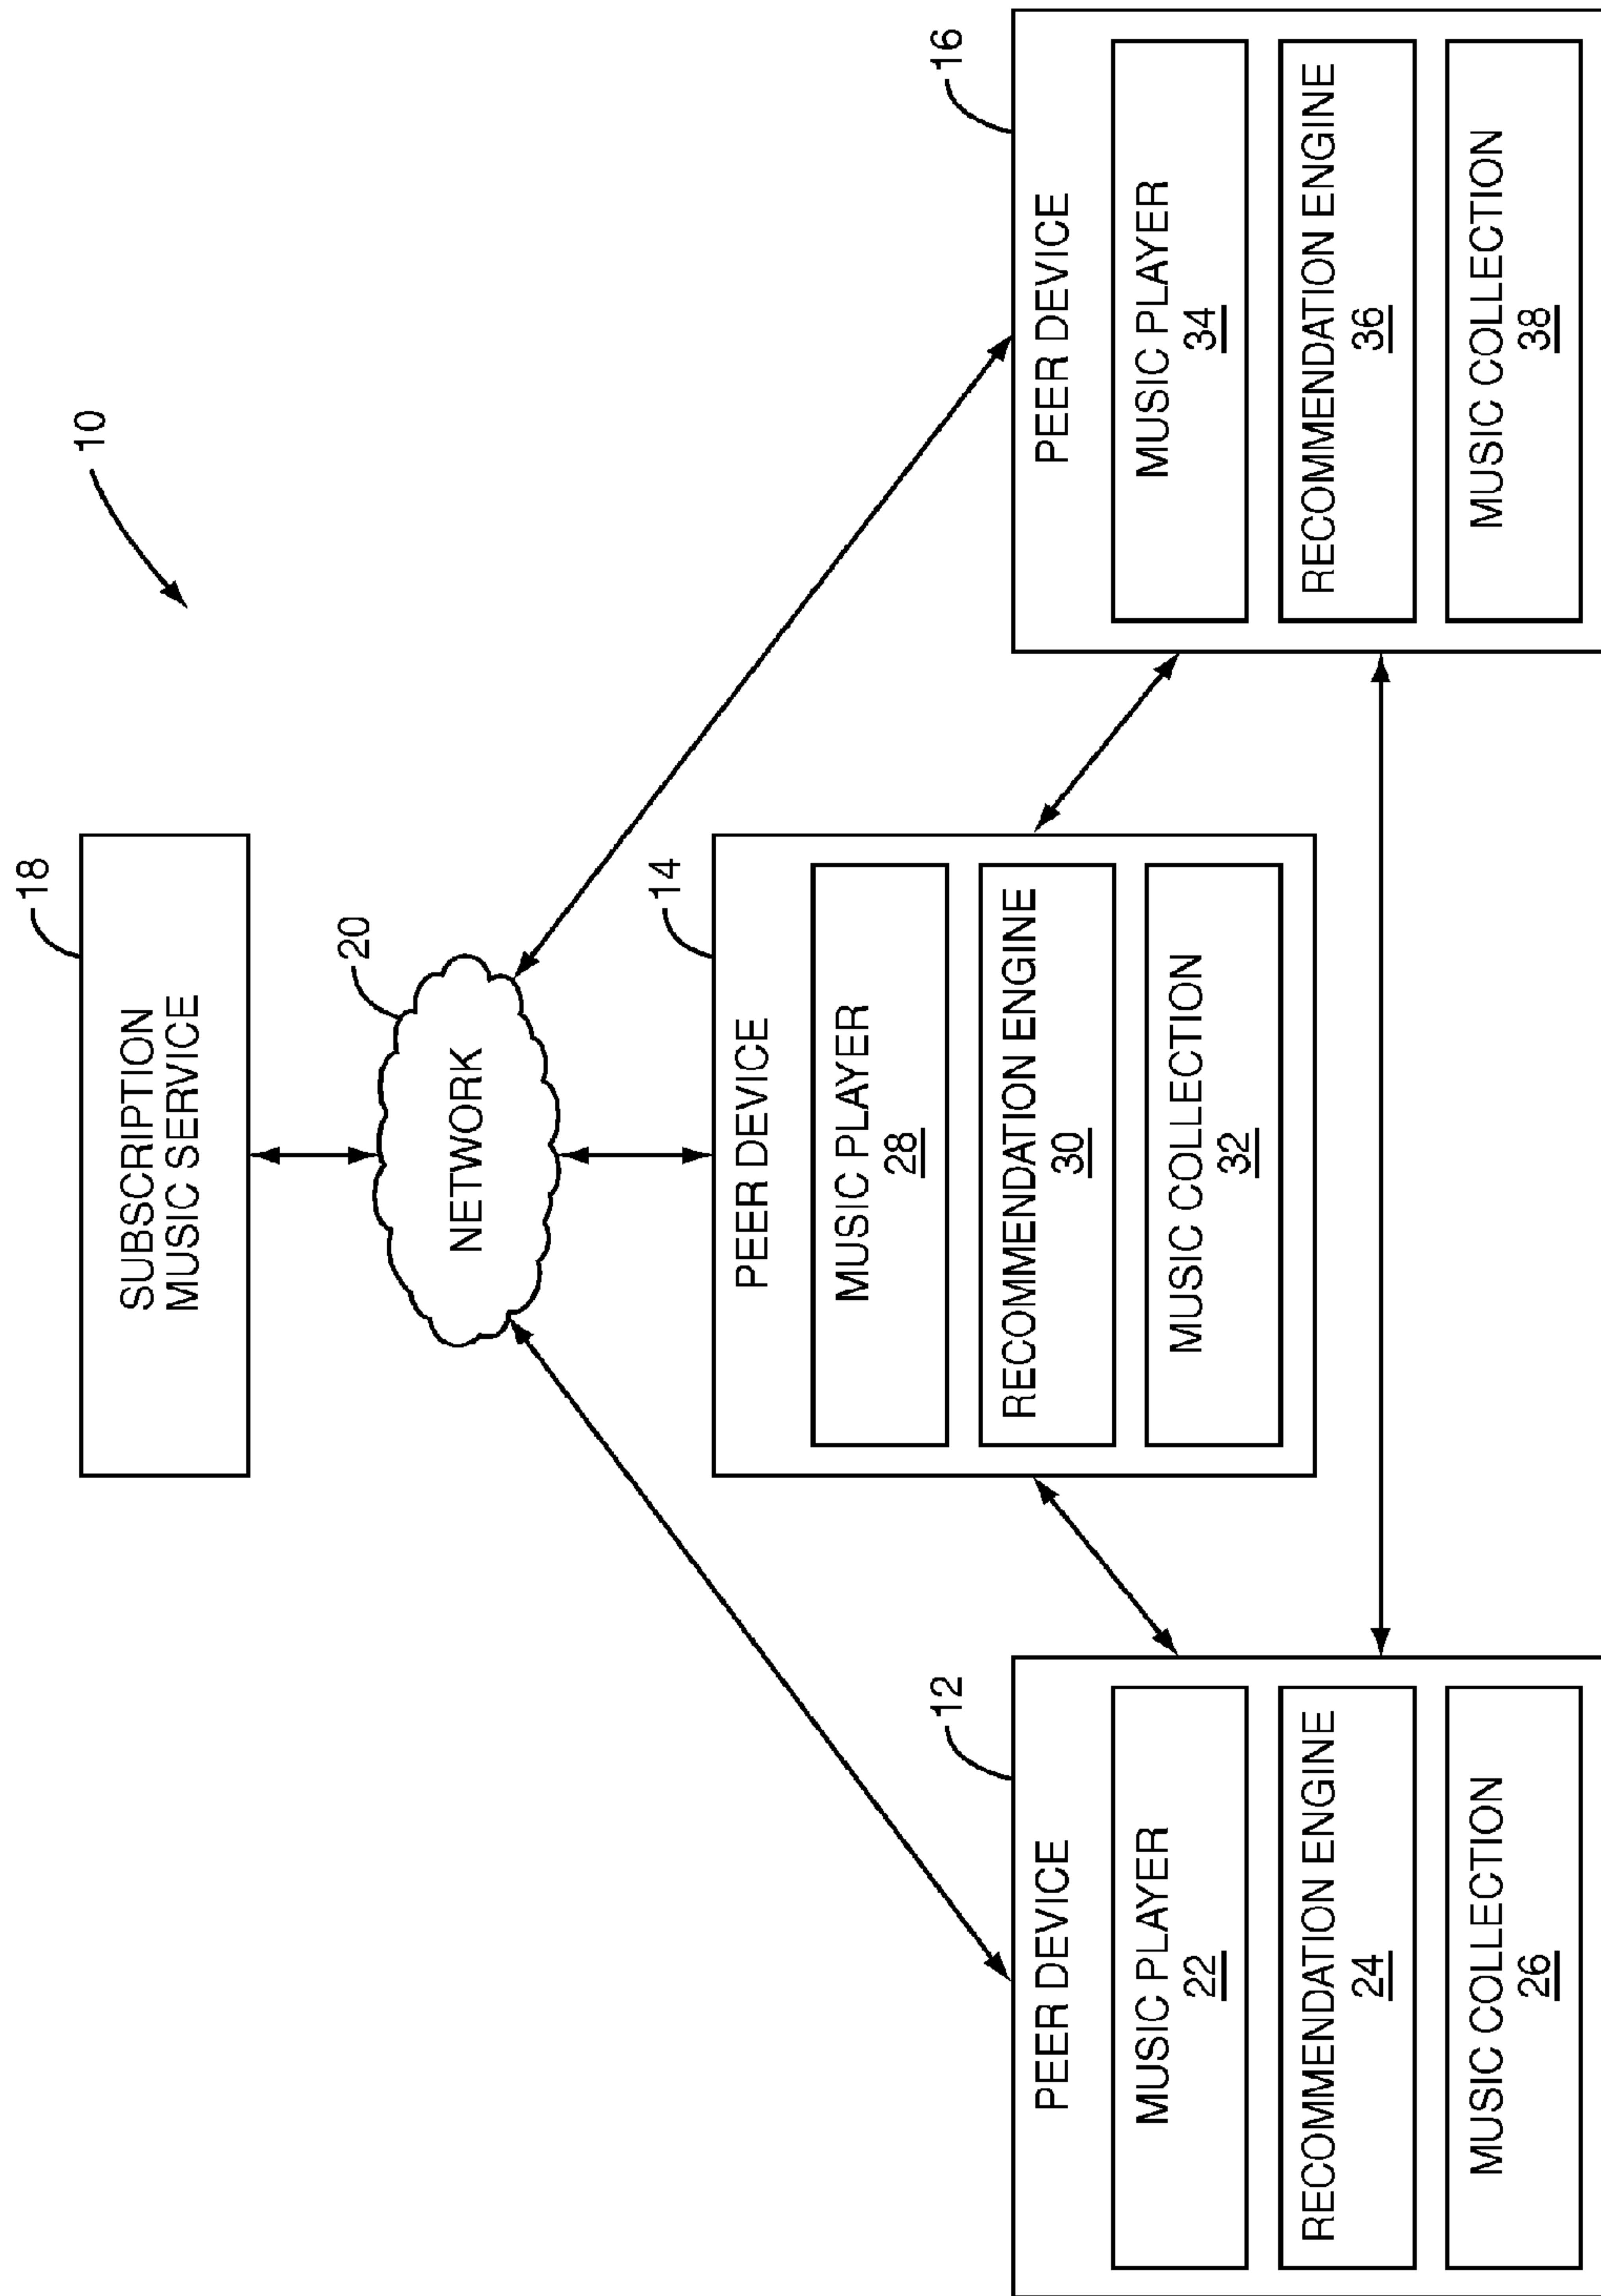 10
18
SUBSCRIPTION
MUSIC SERVICE
20
NETWORK
14
PEER DEVICE
MUSIC PLAYER
28
RECOMMENDATION ENGINE
30
MUSIC COLLECTION
32
12
PEER DEVICE
MUSIC PLAYER
22
RECOMMENDATION ENGINE
24
MUSIC COLLECTION
26
16
PEER DEVICE
MUSIC PLAYER
34
RECOMMENDATION ENGINE
36
MUSIC COLLECTION
38